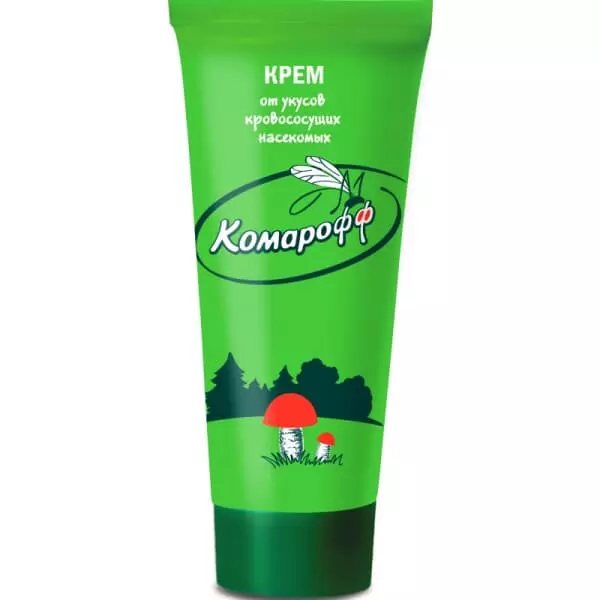 КРЕМ
от укусов
кровососущих
насекомых
Комарофф